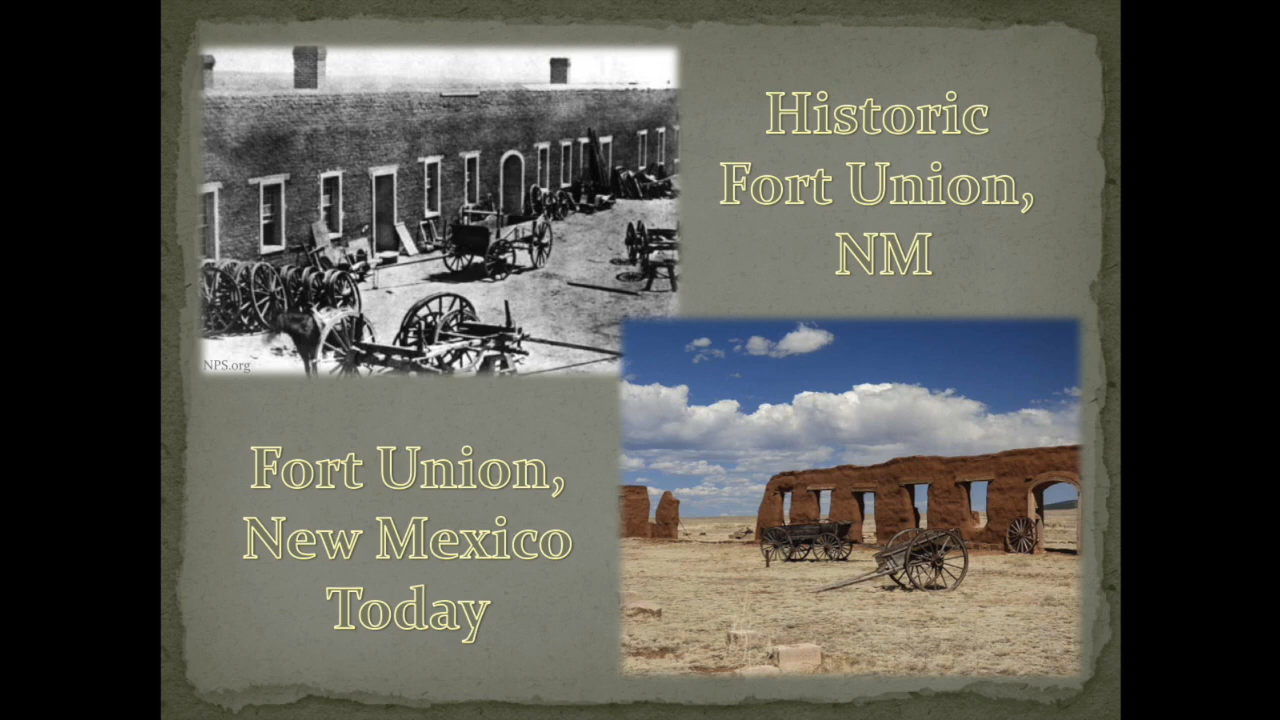 Historic
Fort Union,
NM
NPS.org
Fort Union,
New Mexico
Today